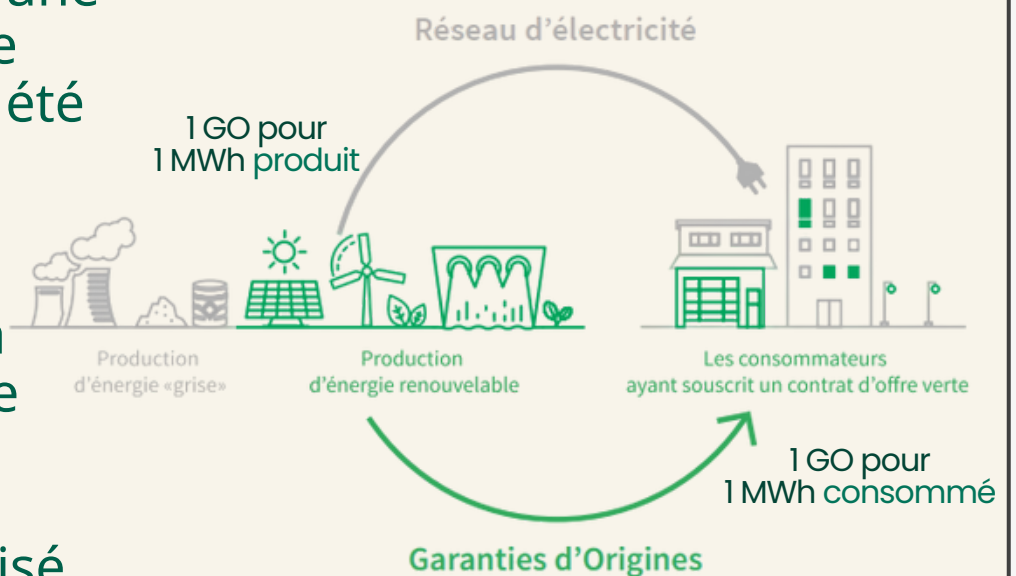 été
Réseau d'électricité
1 GO pour
1 MWh produit
Production
d'énergie «grise»
Production
d'énergie renouvelable
Les consommateurs
ayant souscrit un contrat d'offre verte
1 GO pour
1 MWh consommé
Garanties d'Origines